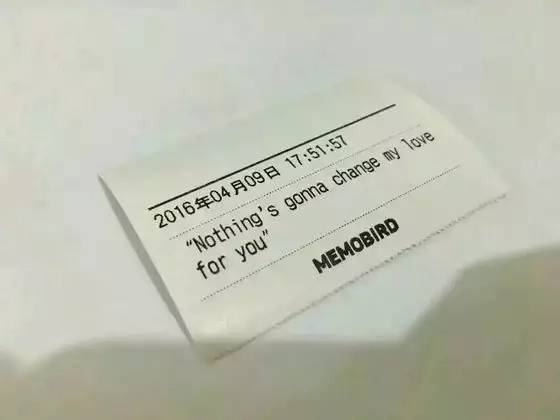 2016年04月09日 17:51:57
“Nothing's gonna change my love
for you”
MEMOBIRD